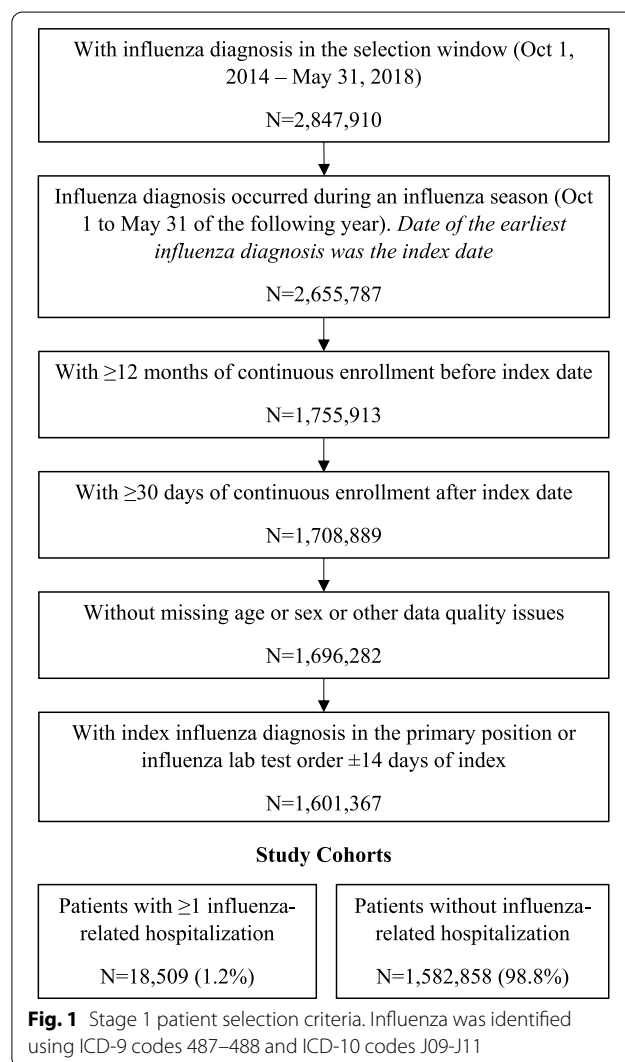 With influenza diagnosis in the selection window (Oct 1,
2014 – May 31, 2018)
N=2,847,910
Influenza diagnosis occurred during an influenza season (Oct
1 to May 31 of the following year). Date of the earliest
influenza diagnosis was the index date
N=2,655,787
With ≥12 months of continuous enrollment before index date
N=1,755,913
With ≥30 days of continuous enrollment after index date
N=1,708,889
Without missing age or sex or other data quality issues
N=1,696,282
With index influenza diagnosis in the primary position or
influenza lab test order ±14 days of index
N=1,601,367
Study Cohorts
Patients with ≥1 influenza-
related hospitalization
N=18,509 (1.2%)
Patients without influenza-
related hospitalization
N=1,582,858 (98.8%)
Fig. 1 Stage 1 patient selection criteria. Influenza was identified
using ICD-9 codes 487–488 and ICD-10 codes J09-J11